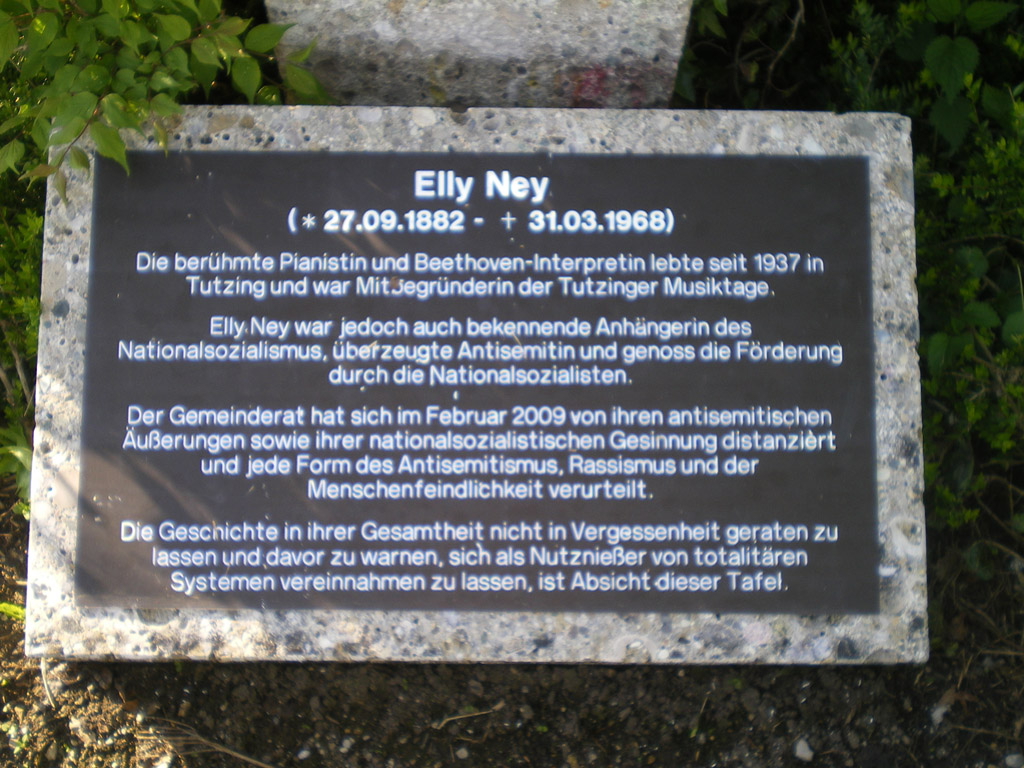 Elly Ney
(* 27.09.1882 - + 31.03.1968)
Die berühmte Pianistin und Beethoven-Interpretin lebte seit 1937 in
Tutzing und war Mitbegründerin der Tutzinger Musiktage.
Elly Ney war jedoch auch bekennende Anhängerin des
Nationalsozialismus, überzeugte Antisemitin und genoss die Förderung
durch die Nationalsozialisten.
Der Gemeinderat hat sich im Februar 2009 von ihren antisemitischen
Äußerungen sowie ihrer nationalsozialistischen Gesinnung distanziert
und jede Form des Antisemitismus, Rassismus und der
Menschenfeindlichkeit verurteilt.
Die Geschichte in ihrer Gesamtheit nicht in Vergessenheit geraten zu
lassen und davor zu warnen, sich als Nutznießer von totalitären
Systemen vereinnahmen zu lassen, ist Absicht dieser Tafel.